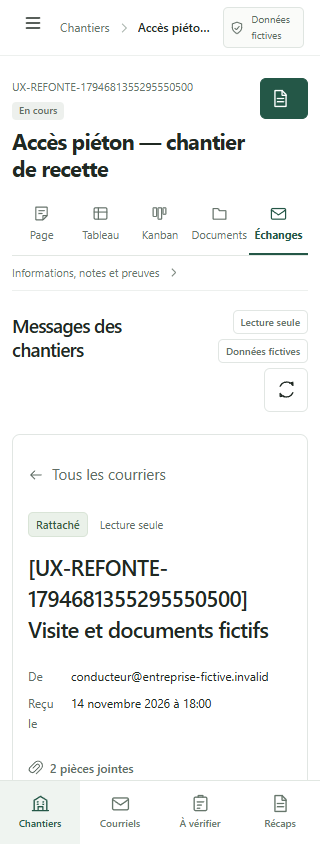 Chantiers
Accès piéto...
Données
fictives
UX-REFONTE-1794681355295550500
En cours
Accès piéton — chantier
de recette
Page
Tableau
Kanban
Documents
Échanges
Informations, notes et preuves
Messages des
chantiers
Lecture seule
Données fictives
Tous les courriers
Rattaché
Lecture seule
[UX-REFONTE-
1794681355295550500]
Visite et documents fictifs
De
conducteur@entreprise-fictive.invalid
Reçu
le
14 novembre 2026 à 18:00
2 pièces jointes
Chantiers
Courriels
À vérifier
Récaps